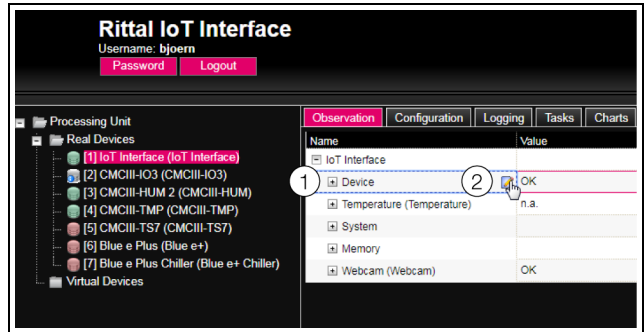 Rittal IoT Interface
Username: bjoern
Password Logout
Processing Unit
Real Devices
[1] IoT Interface (IoT Interface)
[2] CMCIII-IO3 (CMCIII-IO3)
[3] CMCIII-HUM 2 (CMCIII-HUM)
[4] CMCIII-TMP (CMCIII-TMP)
[5] CMCIII-TS7 (CMCIII-TS7)
[6] Blue e Plus (Blue e+)
[7] Blue e Plus Chiller (Blue e+ Chiller)
Virtual Devices
Observation Configuration Logging Tasks Charts
Name Value
IoT Interface
1 Device 2 OK
Temperature (Temperature) n.a.
System
Memory
Webcam (Webcam) OK